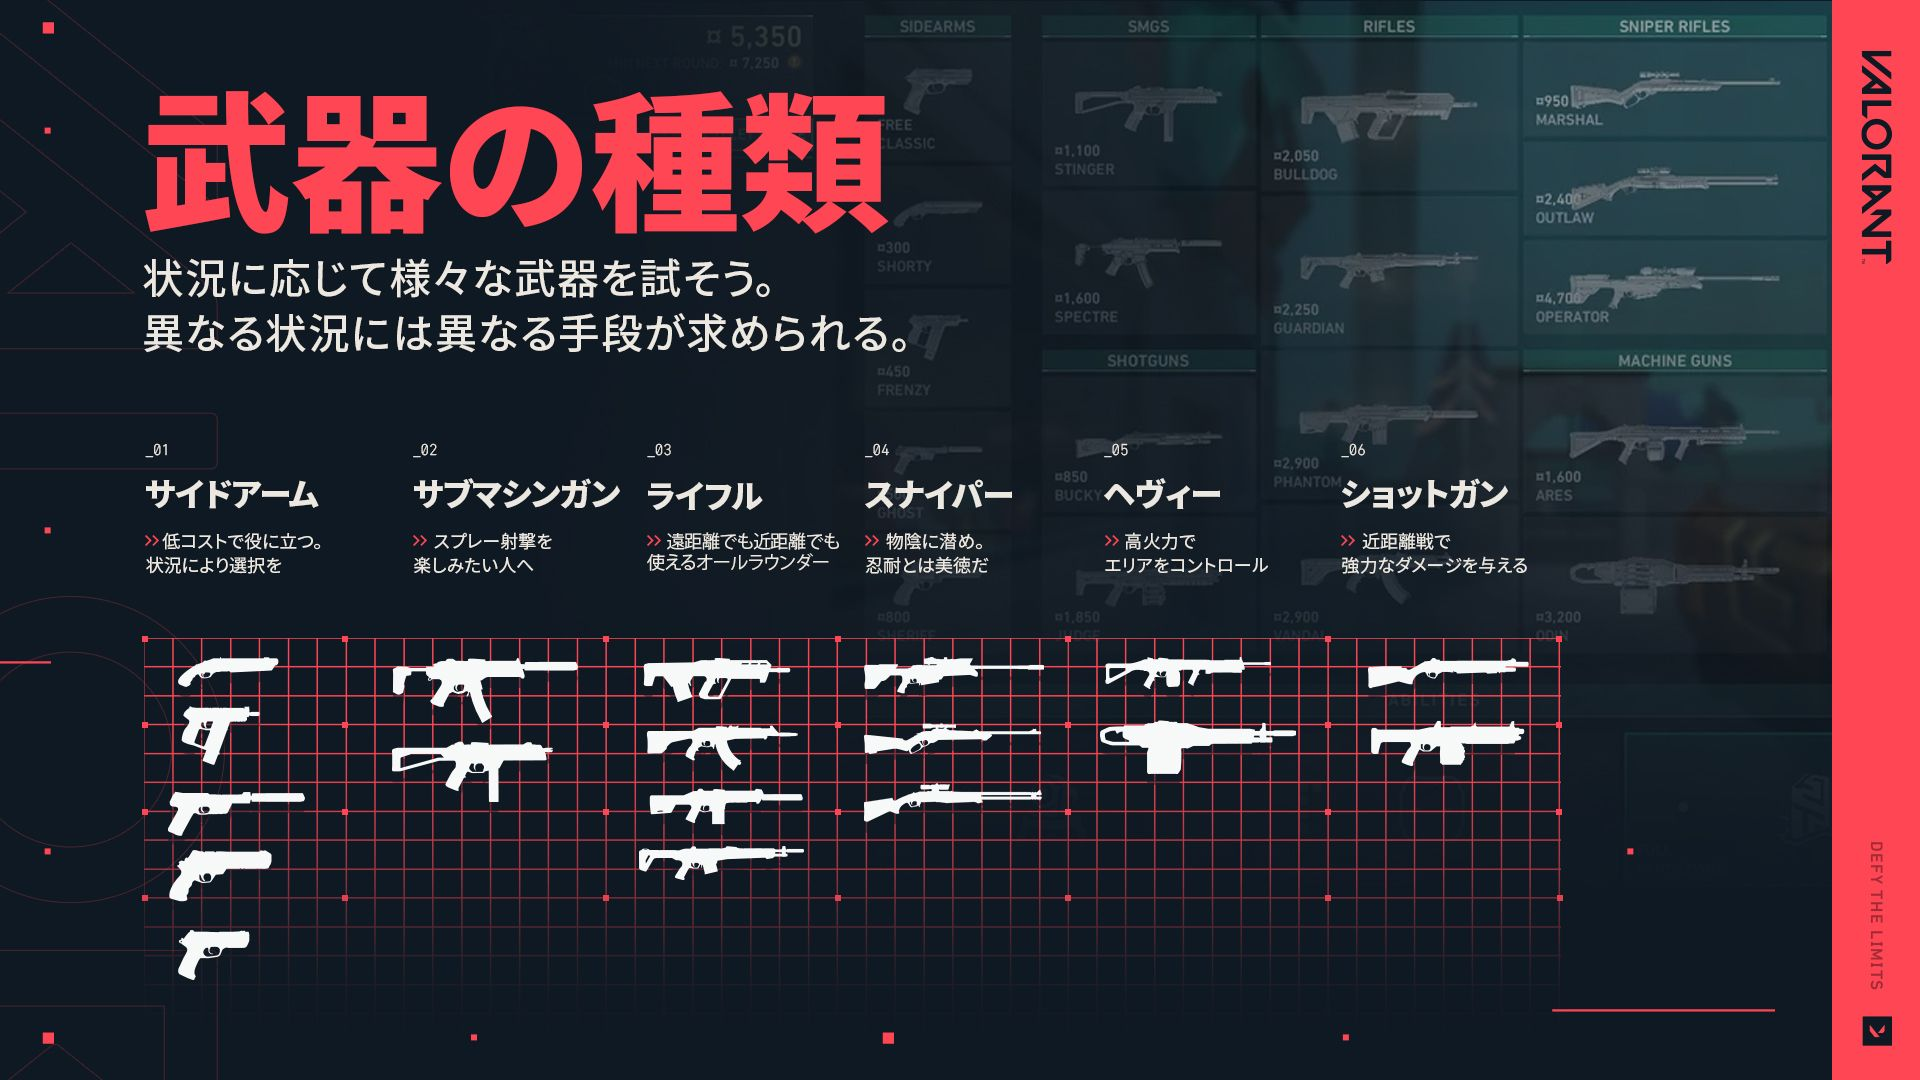 ¤ 5,350
¤ 7,250
SIDEARMS
SMGS
RIFLES
SNIPER RIFLES
武器の種類
状況に応じて様々な武器を試そう。
異なる状況には異なる手段が求められる。
FREE
CLASSIC
¤300
SHORTY
¤450
FRENZY
GHOST
¤800
SHERIFF
¤1,100
STINGER
¤1,600
SPECTRE
SHOTGUNS
¤850
BUCKY
¤1,850
JUDGE
¤2,050
BULLDOG
¤2,250
GUARDIAN
¤2,900
PHANTOM
¤2,900
VANDAL
¤950
MARSHAL
¤2,400
OUTLAW
¤4,700
OPERATOR
MACHINE GUNS
¤1,600
ARES
¤3,200
ODIN
_01
サイドアーム
>> 低コストで役に立つ。
状況により選択を
_02
サブマシンガン
>> スプレー射撃を
楽しみたい人へ
_03
ライフル
>> 遠距離でも近距離でも
使えるオールラウンダー
_04
スナイパー
>> 物陰に潜め。
忍耐とは美徳だ
_05
ヘヴィー
>> 高火力で
エリアをコントロール
_06
ショットガン
>> 近距離戦で
強力なダメージを与える
ABILITIES
VALORANT
DEFY THE LIMITS